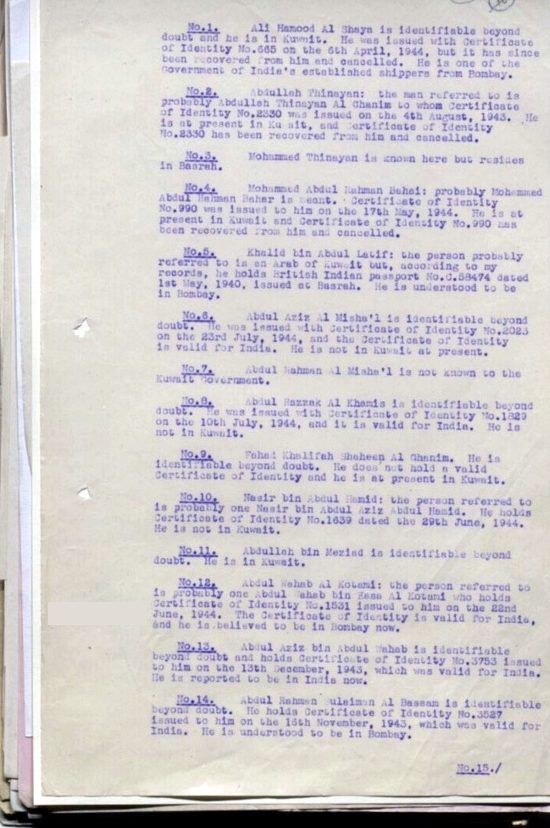 No.1. Ali Hamood Al Shaya is identifiable beyond
doubt and he is in Kuwait. He was issued with Certificate
of Identity No.665 on the 6th April, 1944, but it has since
been recovered from him and cancelled. He is one of the
Government of India's established shippers from Bombay.
No.2. Abdullah Thinayan: the man referred to is
probably Abdullah Thinayan Al Ghanim to whom Certificate
of Identity No.2330 was issued on the 4th August, 1943. He
is at present in Ku ait, and Certificate of Identity
No.2330 has been recovered from him and cancelled.
No.3. Mohammed Thinayan is known here but resides
in Basrah.
No.4. Mohammed Abdul Rahman Bahai: probably Mohammed
Abdul Rahman Bahar is meant. Certificate of Identity
No.990 was issued to him on the 17th May, 1944. He is at
present in Kuwait and Certificate of Identity No.990 has
been recovered from him and cancelled.
No.5. Khalid bin Abdul Latif: the person probably
referred to is an Arab of Kuwait but, according to my
records, he holds British Indian passport No.C.58474 dated
1st May, 1940, issued at Basrah. He is understood to be
in Bombay.
No.6. Abdul Aziz Al Misha'l is identifiable beyond
doubt. He was issued with Certificate of Identity No.2023
on the 23rd July, 1944, and the Certificate of Identity
is valid for India. He is not in Kuwait at present.
No.7. Abdul Rahman Al Misha'l is not known to the
Kuwait Government.
No.8. Abdul Razzak Al Khamis is identifiable beyond
doubt. He was issued with Certificate of Identity No.1829
on the 10th July, 1944, and it is valid for India. He is
not in Kuwait.
No.9. Fahad Khalifah Shaheen Al Ghanim. He is
identifiable beyond doubt. He does not hold a valid
Certificate of Identity and he is at present in Kuwait.
No.10. Nasir bin Abdul Hamid: the person referred to
is probably one Nasir bin Abdul Aziz Abdul Hamid. He holds
Certificate of Identity No.1639 dated the 29th June, 1944.
He is not in Kuwait.
No.11. Abdullah bin Meziad is identifiable beyond
doubt. He is in Kuwait.
No.12. Abdul Wahab Al Kotami: the person referred to
is probably one Abdul Wahab bin Essa Al Kotami who holds
Certificate of Identity No.1531 issued to him on the 22nd
June, 1944. The Certificate of Identity is valid for India,
and he is believed to be in Bombay now.
No.13. Abdul Aziz bin Abdul Wahab is identifiable
beyond doubt and holds Certificate of Identity No.3753 issued
to him on the 13th December, 1943, which was valid for India.
He is reported to be in India now.
No.14. Abdul Rahman Sulaiman Al Bassam is identifiable
beyond doubt. He holds Certificate of Identity No.3527
issued to him on the 16th November, 1943, which was valid for
India. He is understood to be in Bombay.
No.15./